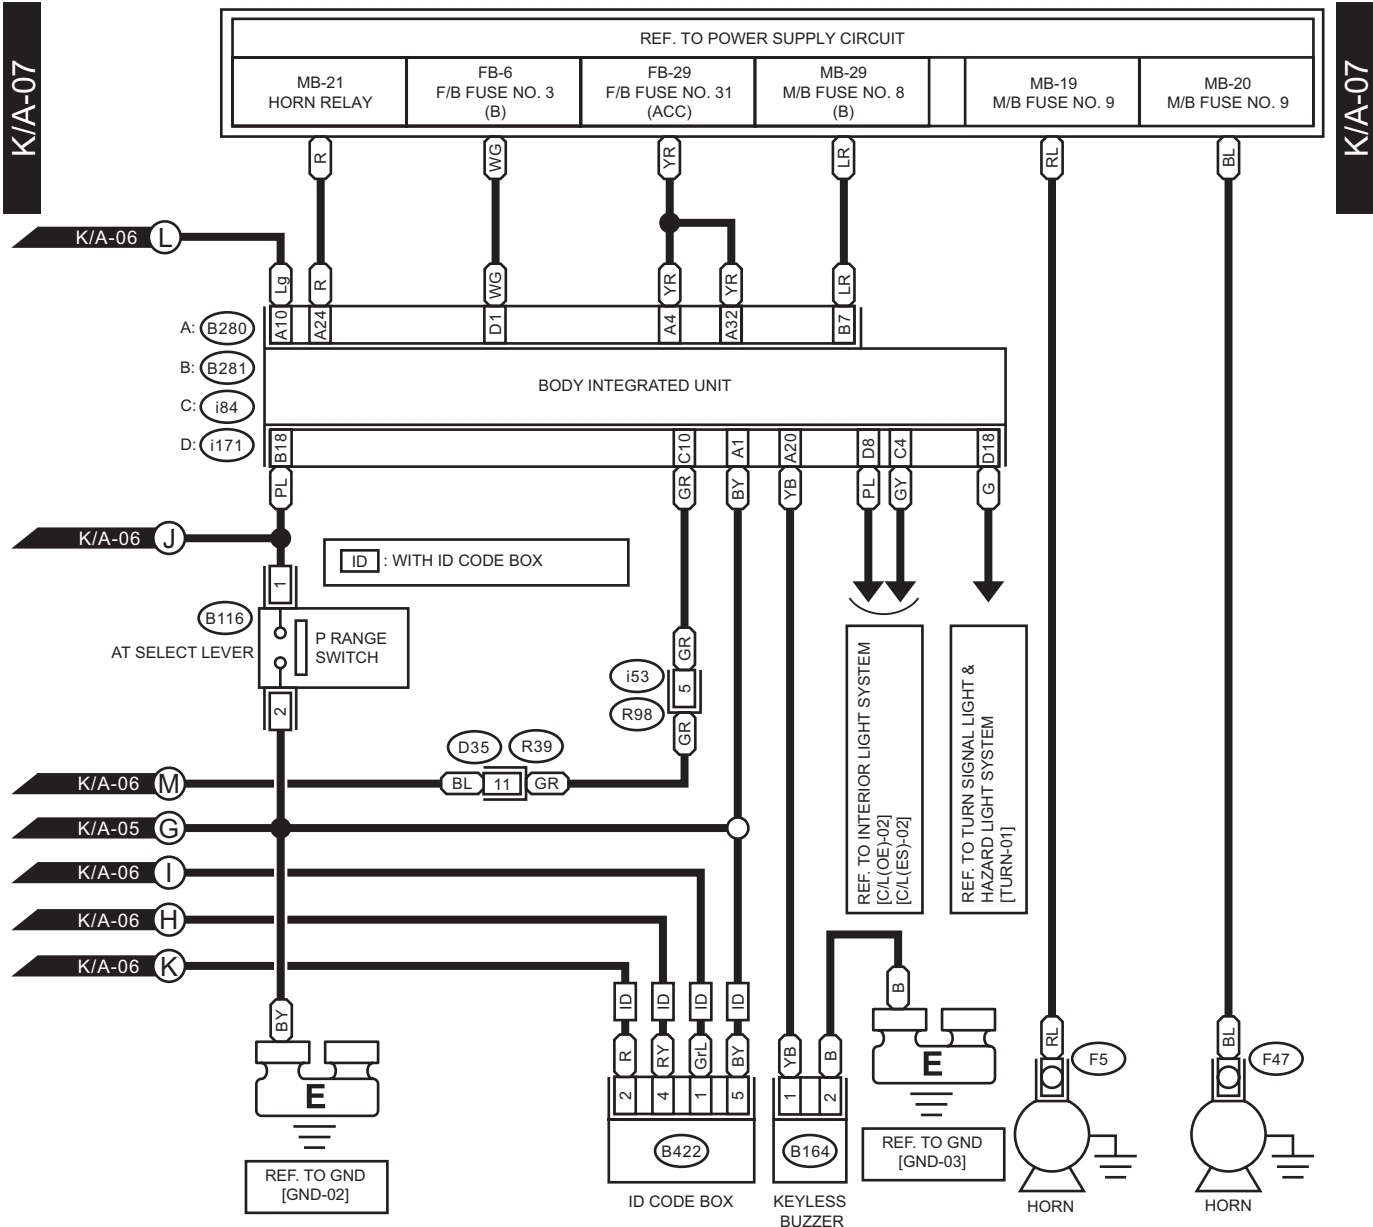 K/A-07
K/A-07
REF. TO POWER SUPPLY CIRCUIT
MB-21
HORN RELAY
FB-6
F/B FUSE NO. 3
(B)
FB-29
F/B FUSE NO. 31
(ACC)
MB-29
M/B FUSE NO. 8
(B)
MB-19
M/B FUSE NO. 9
MB-20
M/B FUSE NO. 9
R
WG
YR
LR
RL
BL
K/A-06 L
Lg
R
WG
YR
YR
LR
A: B280
A10
A24
D1
A4
A32
B7
B: B281
BODY INTEGRATED UNIT
C: i84
D: i171
B18
C10
A1
A20
D8
C4
D18
PL
GR
BY
YB
PL
GY
G
K/A-06 J
ID : WITH ID CODE BOX
1
B116
AT SELECT LEVER
P RANGE
SWITCH
2
GR
i53
5
R98
GR
REF. TO INTERIOR LIGHT SYSTEM
[C/L(OE)-02]
[C/L(ES)-02]
REF. TO TURN SIGNAL LIGHT &
HAZARD LIGHT SYSTEM
[TURN-01]
D35
R39
K/A-06 M
BL
11
GR
K/A-05 G
K/A-06 I
K/A-06 H
K/A-06 K
ID
ID
ID
ID
B
BY
R
RY
GrL
BY
YB
B
RL
BL
E
E
F5
F47
2
4
1
5
1
2
B422
B164
REF. TO GND
[GND-02]
REF. TO GND
[GND-03]
ID CODE BOX
KEYLESS
BUZZER
HORN
HORN